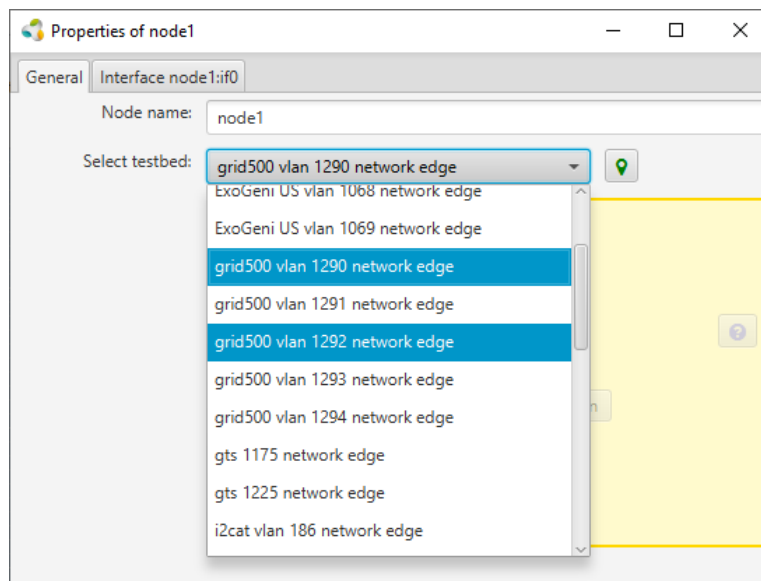 Properties of node1
General
Interface node1:if0
Node name:
node1
Select testbed:
grid500 vlan 1290 network edge
ExoGeni US vlan 1068 network edge
ExoGeni US vlan 1069 network edge
grid500 vlan 1290 network edge
grid500 vlan 1291 network edge
grid500 vlan 1292 network edge
grid500 vlan 1293 network edge
grid500 vlan 1294 network edge
gts 1175 network edge
gts 1225 network edge
i2cat vlan 186 network edge